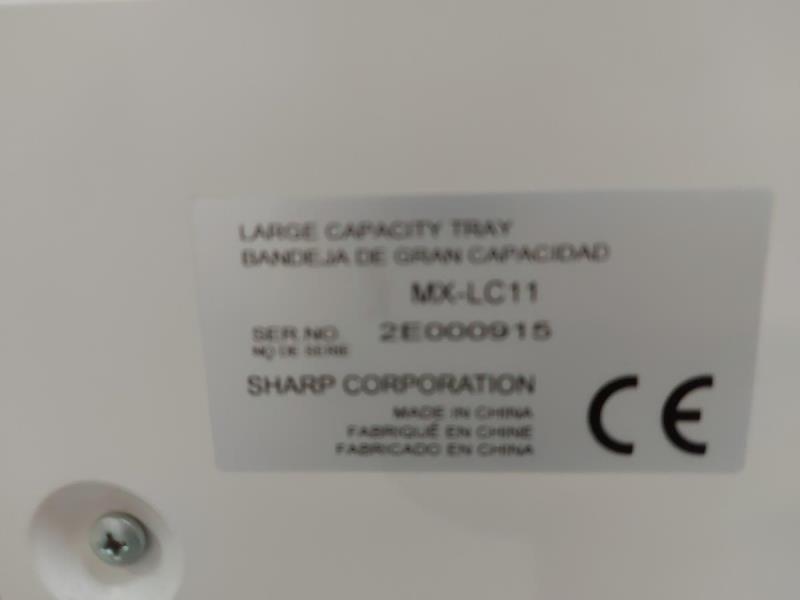 LARGE CAPACITY TRAY
BANDEJA DE GRAN CAPACIDAD
MX-LC11
SER.NO. 2E000915
NO DE SERIE
SHARP CORPORATION
MADE IN CHINA
FABRIQUÉ EN CHINE
FABRICADO EN CHINA
CE